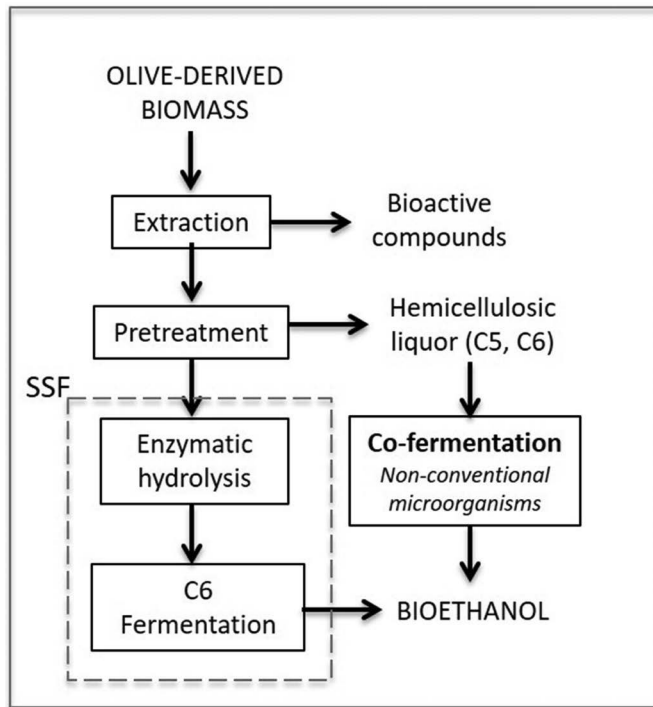 OLIVE-DERIVED
BIOMASS
Extraction
Bioactive
compounds
Pretreatment
Hemicellulosic
liquor (C5, C6)
SSF
Enzymatic
hydrolysis
Co-fermentation
Non-conventional
microorganisms
C6
Fermentation
BIOETHANOL